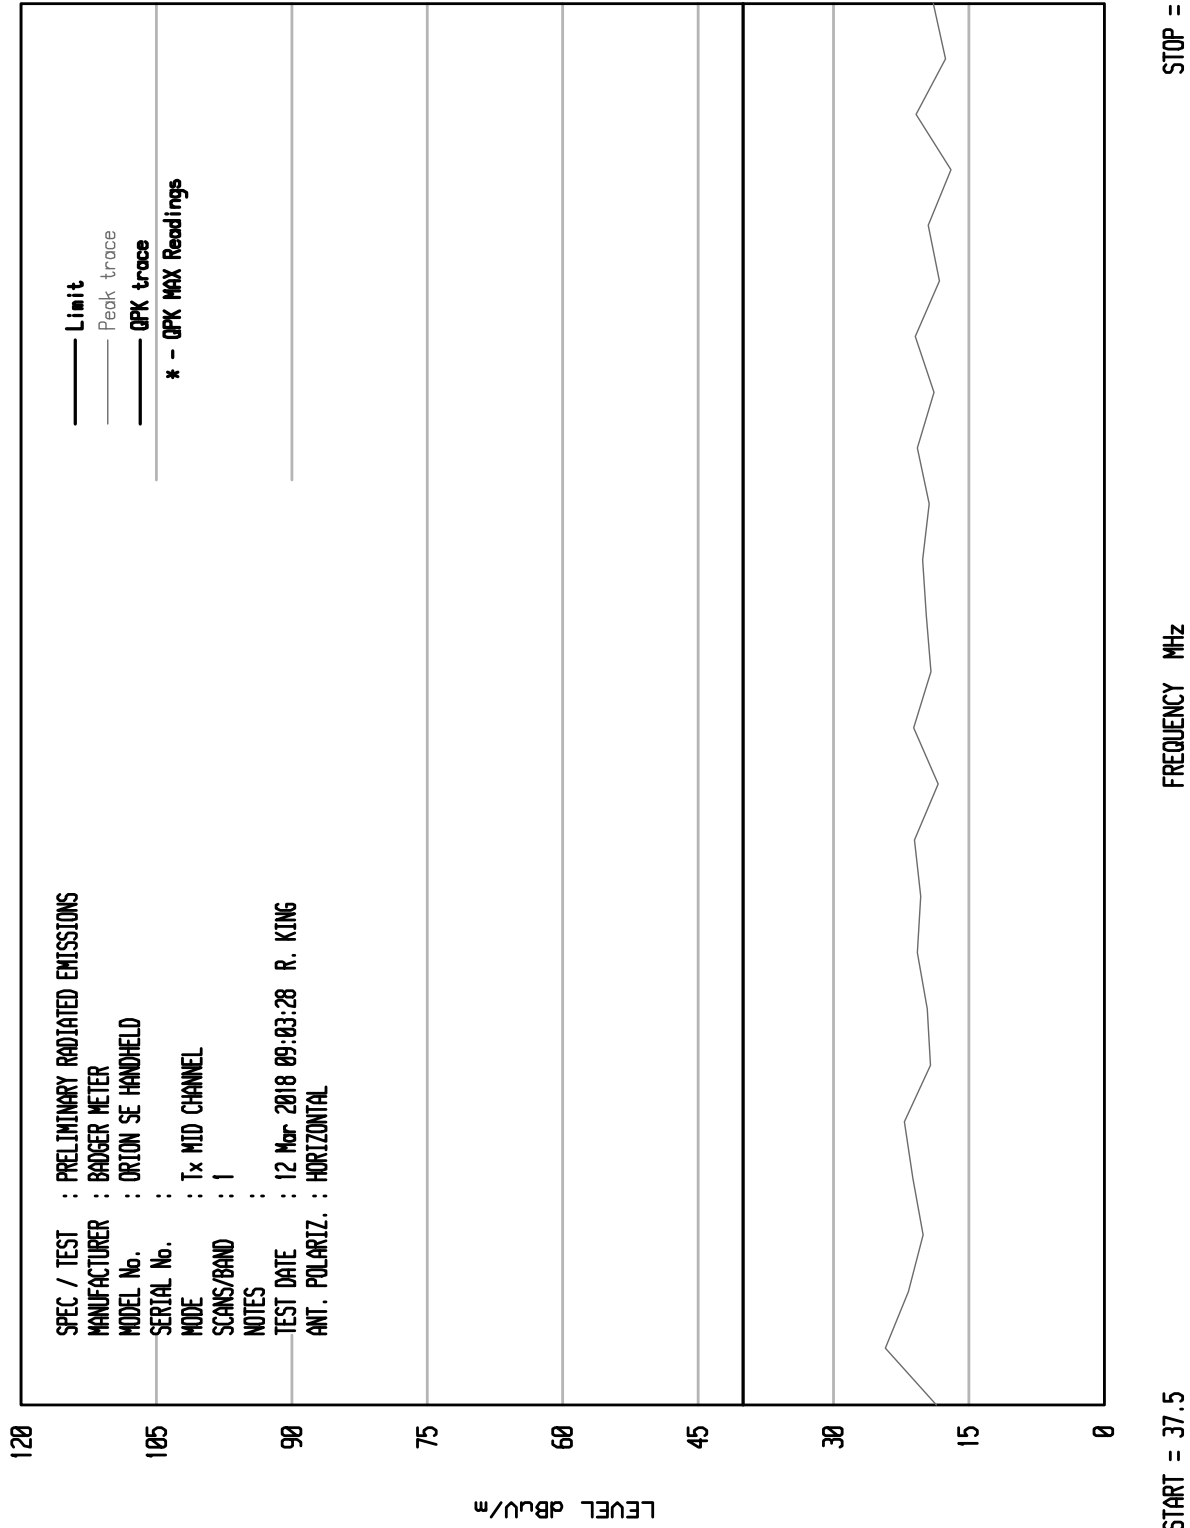 SPEC / TEST : PRELIMINARY RADIATED EMISSIONS
MANUFACTURER : BADGER METER
MODEL No. : ORION SE HANDHELD
SERIAL No. :
MODE : Tx MID CHANNEL
SCANS/BAND : 1
NOTES :
TEST DATE : 12 Mar 2018 09:03:28 R. KING
ANT. POLARIZ. : HORIZONTAL
Limit
Peak trace
QPK trace
* - QPK MAX Readings
120
105
90
75
60
45
30
15
0
LEVEL dBuV/m
START = 37.5
FREQUENCY MHz
STOP =